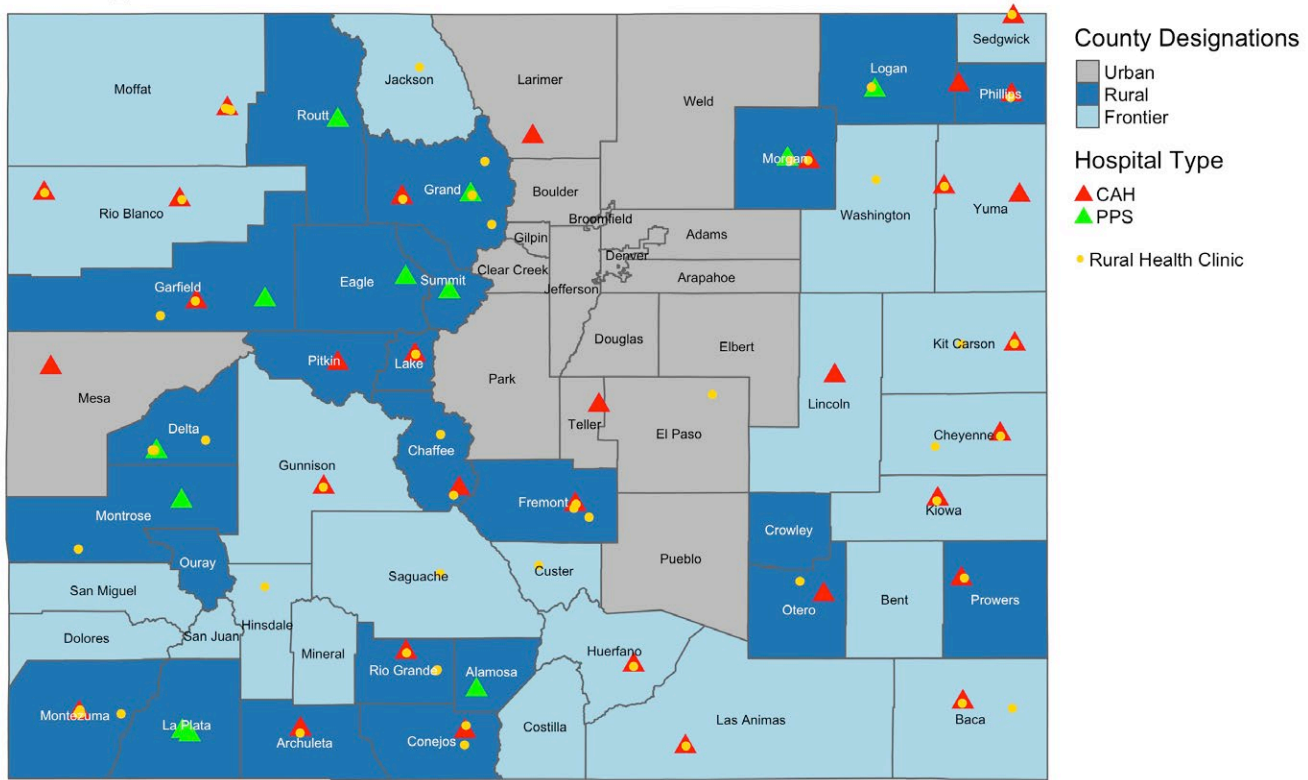 Sedgwick
Logan
Phillips
Moffat
Jackson
Larimer
Weld
Routt
Morgan
Grand
Boulder
Yuma
Washington
Rio Blanco
Broomfield
Gilpin
Adams
Denver
Clear Creek
Arapahoe
Jefferson
Garfield
Eagle
Summit
Douglas
Elbert
Kit Carson
Pitkin
Lake
Park
Lincoln
Mesa
Teller
El Paso
Cheyenne
Delta
Chaffee
Gunnison
Fremont
Kiowa
Montrose
Crowley
Pueblo
Ouray
Saguache
Custer
San Miguel
Otero
Bent
Prowers
Hinsdale
San Juan
Dolores
Mineral
Huerfano
Rio Grande
Alamosa
Montezuma
La Plata
Archuleta
Conejos
Costilla
Las Animas
Baca
County Designations
Urban
Rural
Frontier
Hospital Type
CAH
PPS
Rural Health Clinic